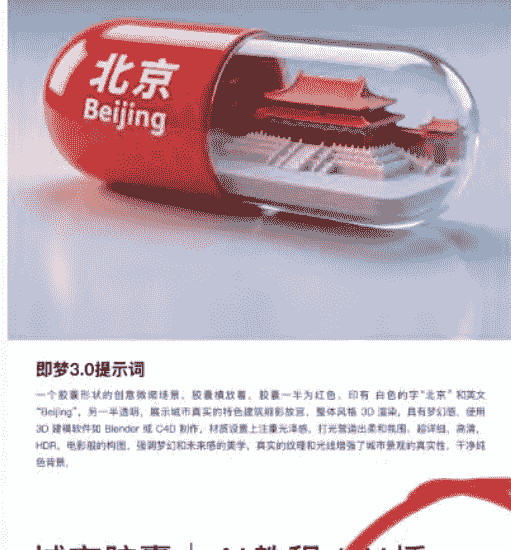 北京
Beijing
即梦3.0提示词
一个胶囊形状的创意微缩场景，胶囊横放着，胶囊一半为红色，印有 白色的字"北京" 和英文
"Beijing"，另一半透明，展示城市真实的特色建筑剪影故宫，整体风格 3D 渲染，具有梦幻感，使用
3D 建模软件如 Blender 或 C4D 制作，材质设置上注重光泽感，打光营造出柔和氛围，超详细，高清，
HDR，电影般的构图，强调梦幻和未来感的美学，真实的纹理和光线增强了城市景观的真实性，干净纯
色背景。